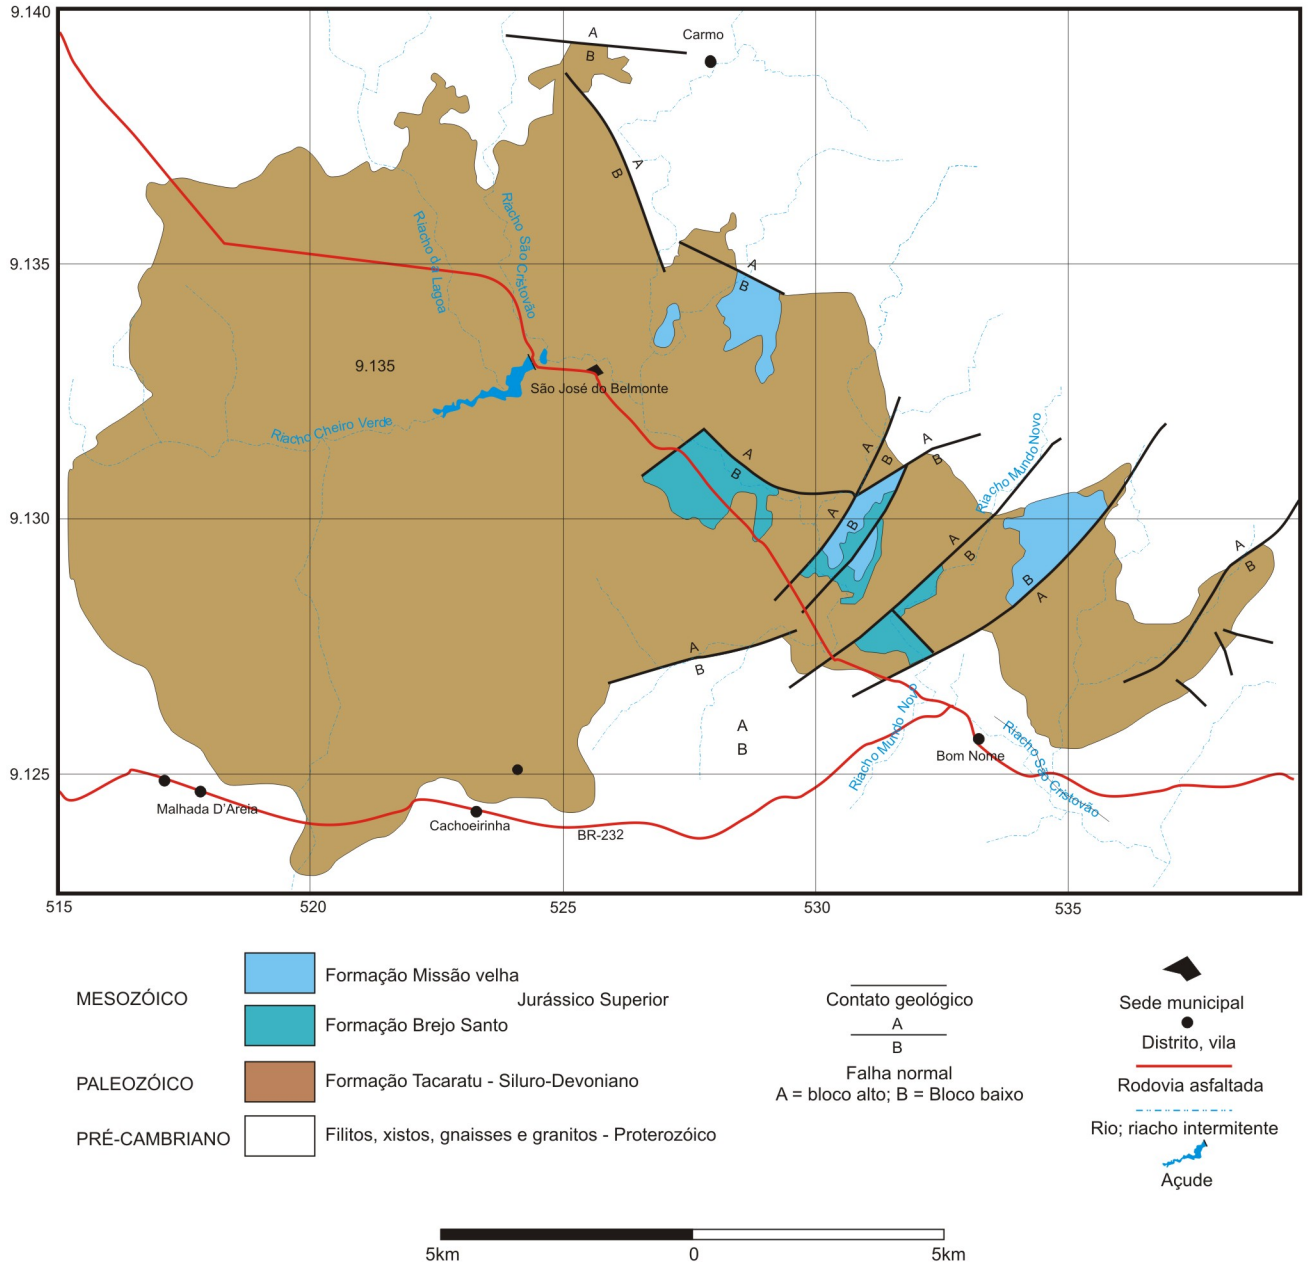 9.140
A
B
Carmo
A
B
Riacho da Lagoa
Riacho São Cristovão
9.135
A
B
9.135
São José do Belmonte
Riacho Cheiro Verde
A
B
A
B
A
B
Riacho Mundo Novo
A
B
9.130
A
B
B
A
A
B
A
B
A
B
Riacho Mundo Novo
Riacho São Cristovão
Bom Nome
9.125
Malhada D'Areia
Cachoeirinha
BR-232
515
520
525
530
535
MESOZÓICO
Formação Missão velha
Jurássico Superior
Formação Brejo Santo
PALEOZÓICO
Formação Tacaratu - Siluro-Devoniano
PRÉ-CAMBRIANO
Filitos, xistos, gnaisses e granitos - Proterozóico
Contato geológico
A
B
Falha normal
A = bloco alto; B = Bloco baixo
Sede municipal
Distrito, vila
Rodovia asfaltada
Rio; riacho intermitente
Açude
5km
0
5km